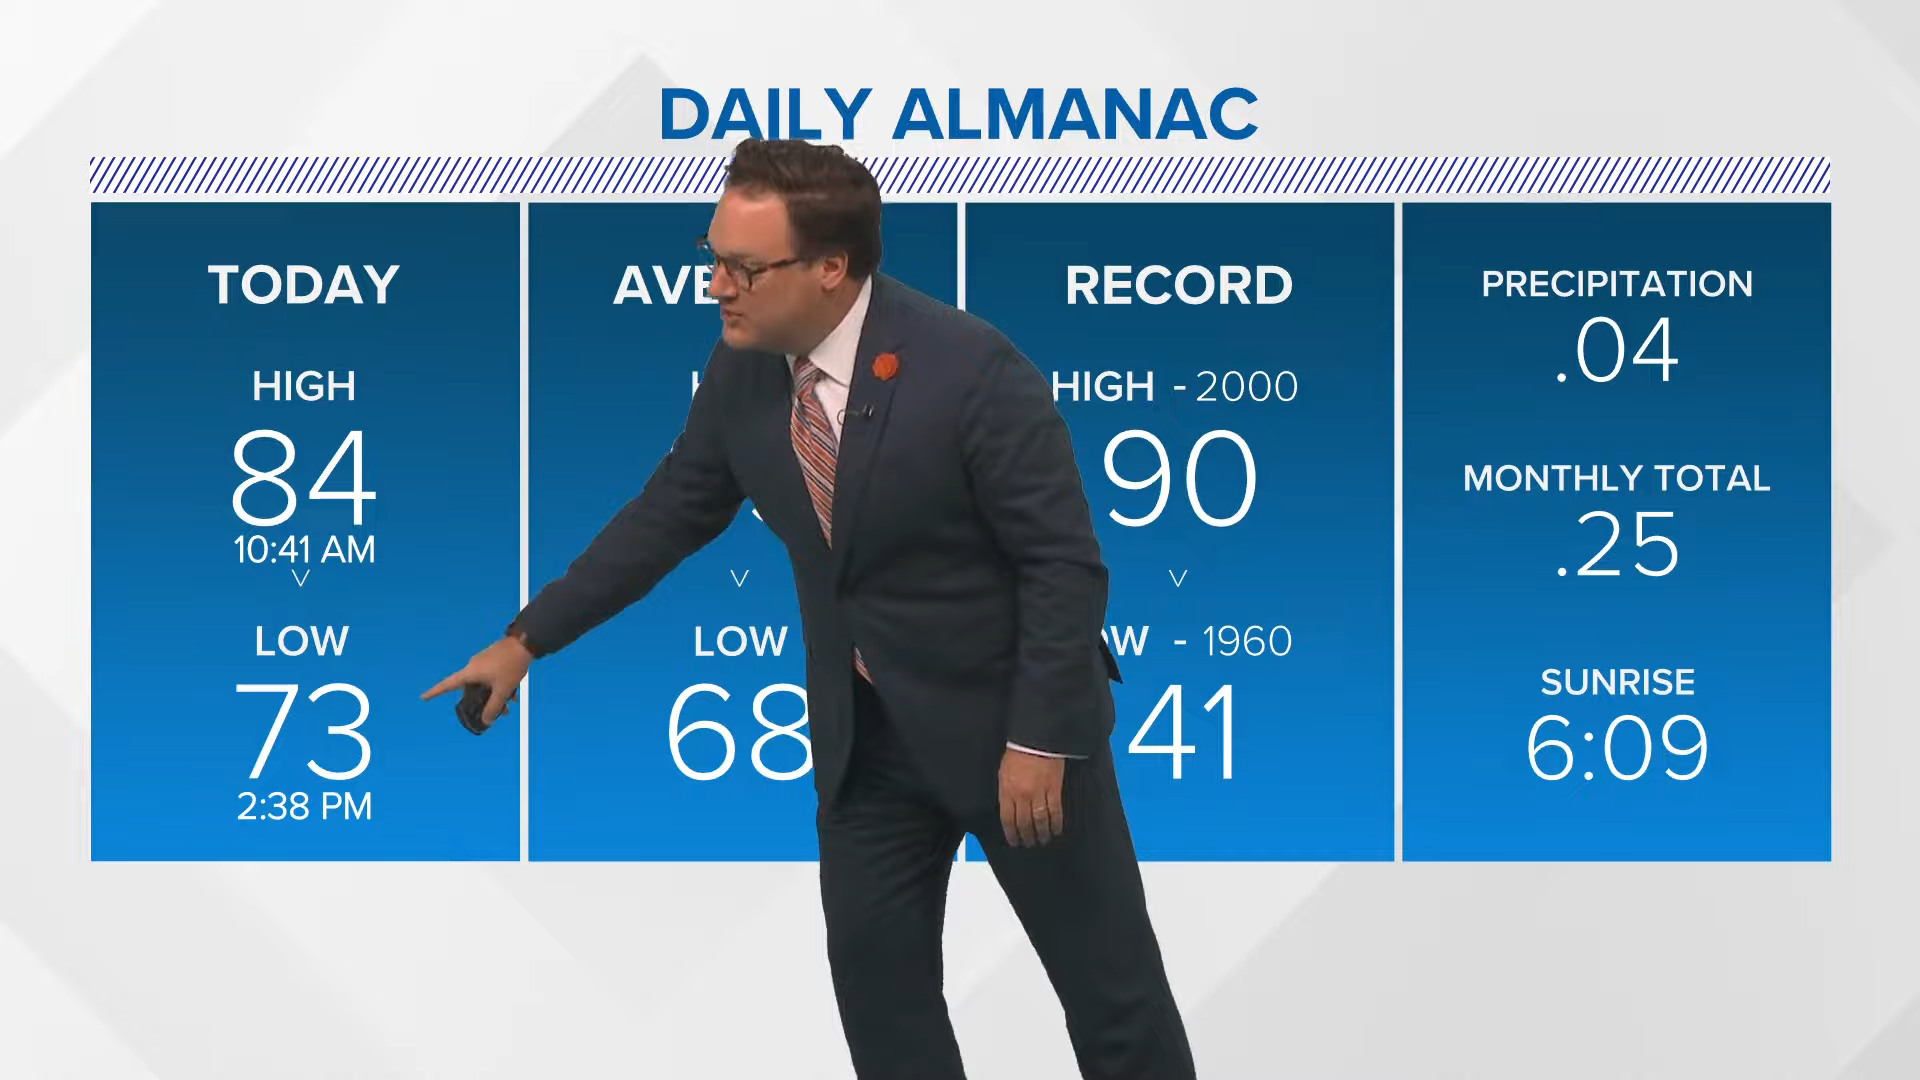 DAILY ALMANAC
TODAY
HIGH
84
10:41 AM
LOW
73
2:38 PM
LOW
68
RECORD
HIGH - 2000
90
- 1960
41
PRECIPITATION
.04
MONTHLY TOTAL
.25
SUNRISE
6:09